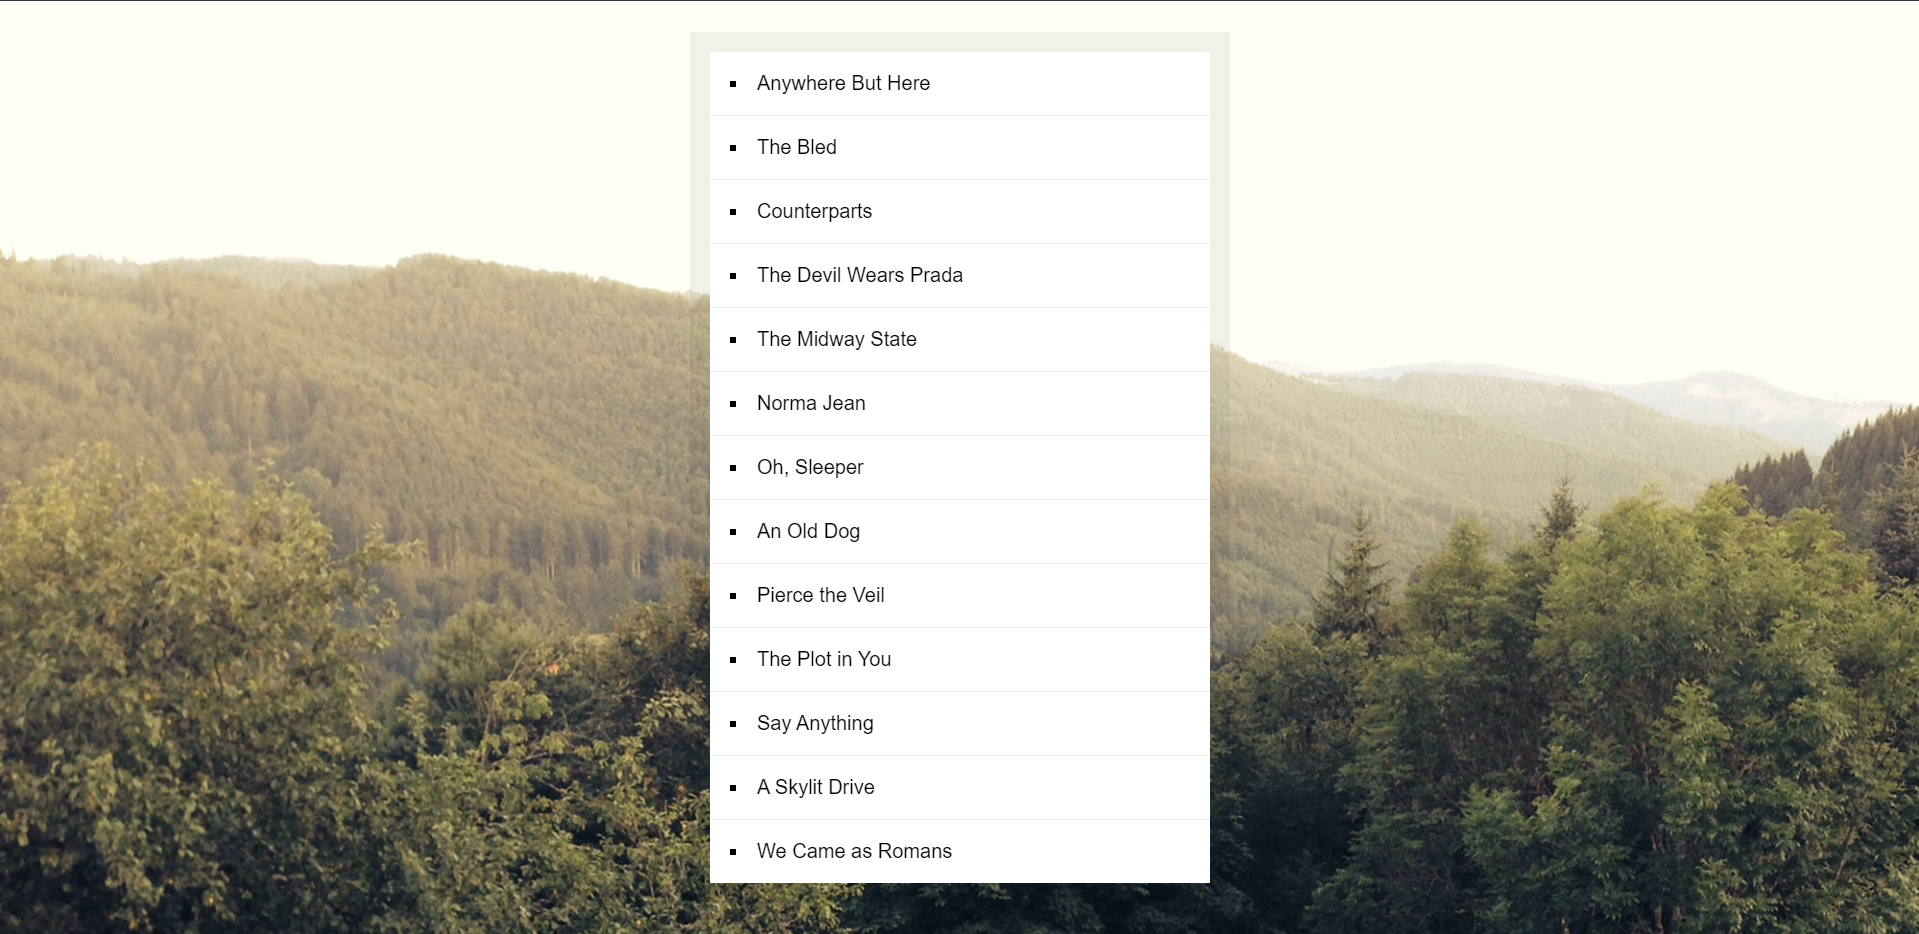 Anywhere But Here
The Bled
Counterparts
The Devil Wears Prada
The Midway State
Norma Jean
Oh, Sleeper
An Old Dog
Pierce the Veil
The Plot in You
Say Anything
A Skylit Drive
We Came as Romans